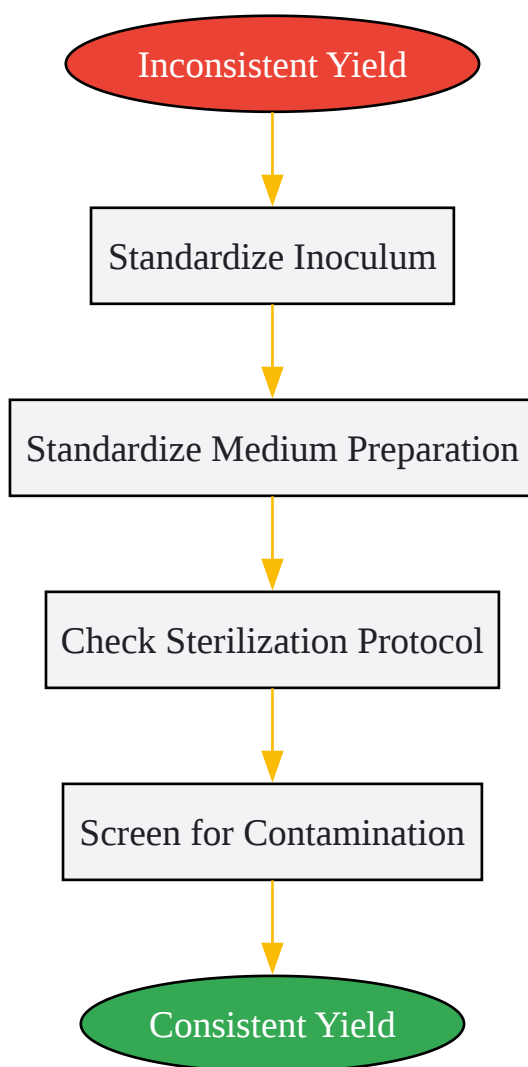 Inconsistent Yield
Standardize Inoculum
Standardize Medium Preparation
Check Sterilization Protocol
Screen for Contamination
Consistent Yield